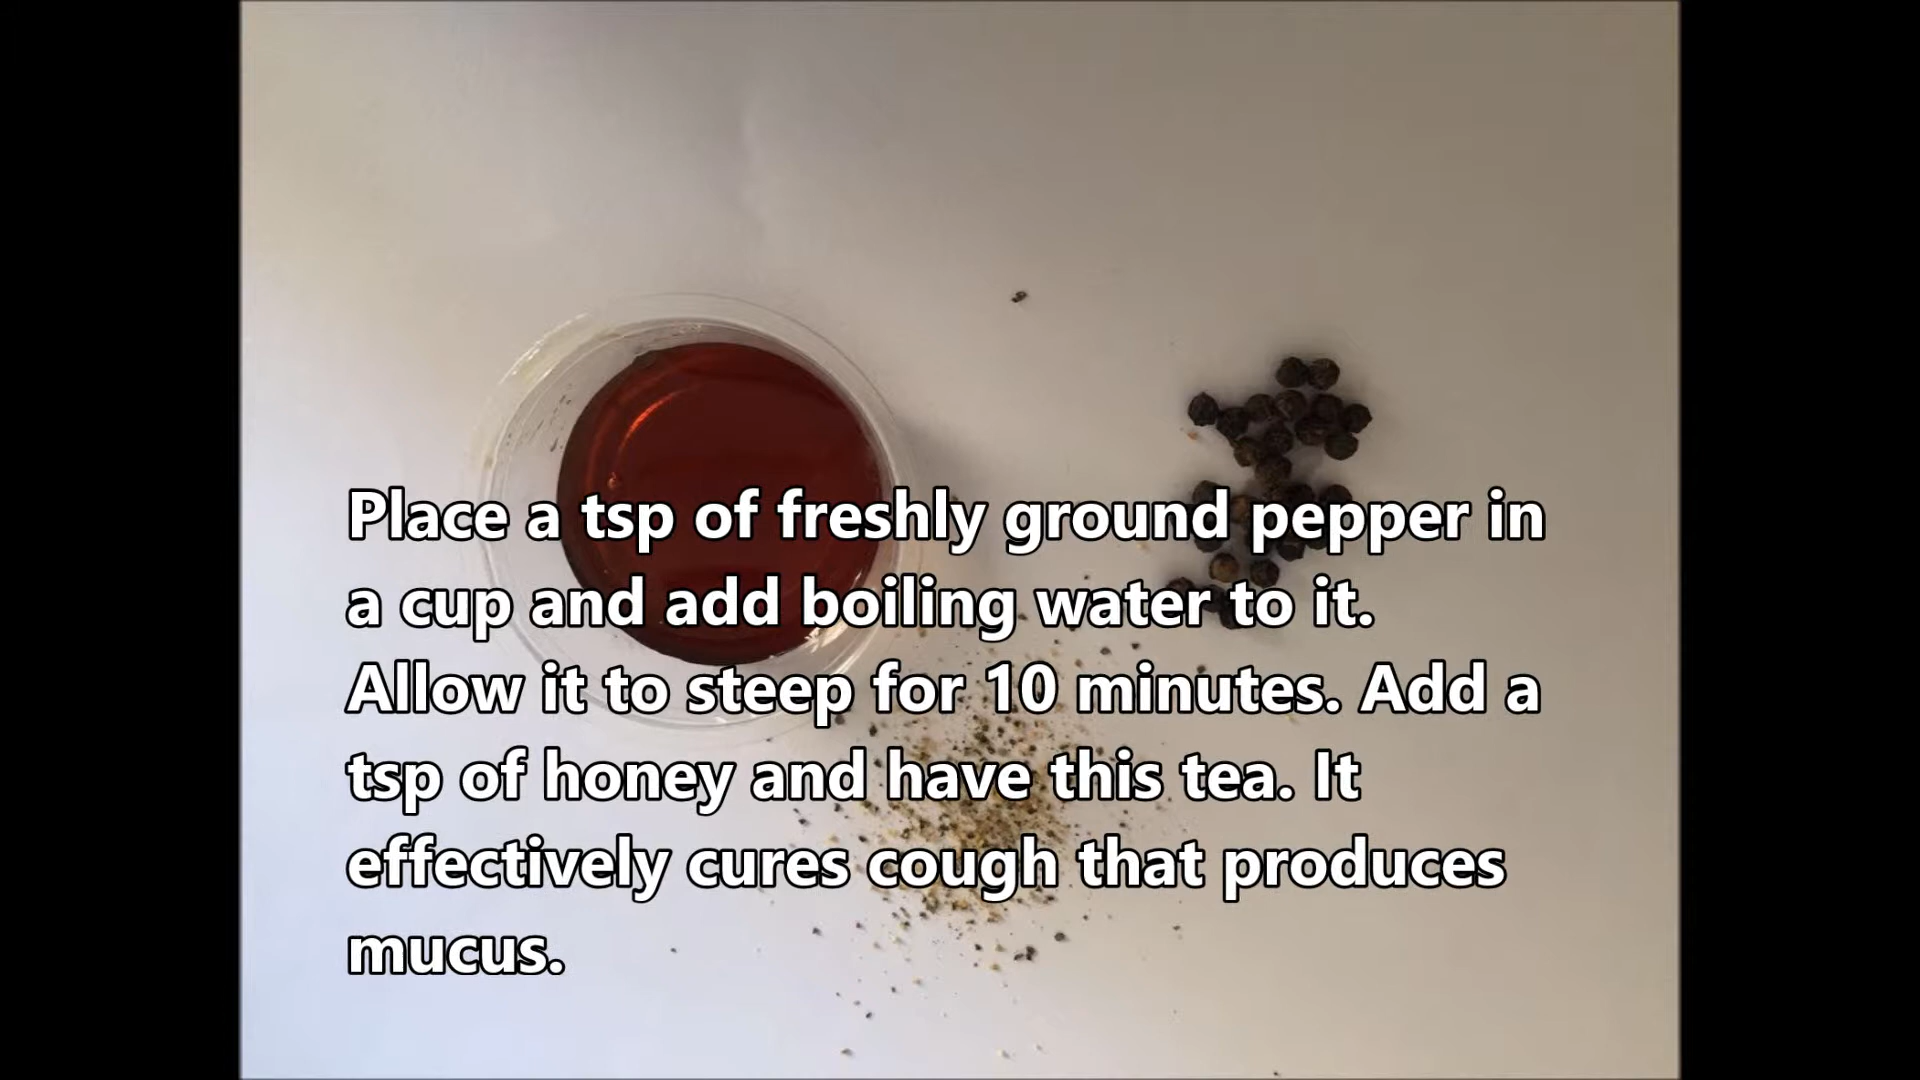 Place a tsp of freshly ground pepper in
a cup and add boiling water to it.
Allow it to steep for 10 minutes. Add a
tsp of honey and have this tea. It
effectively cures cough that produces
mucus.